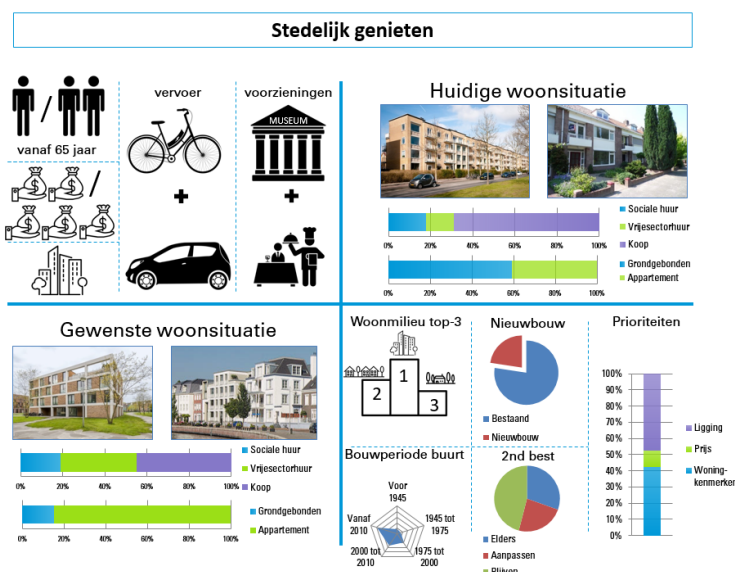 Stedelijk genieten
vanaf 65 jaar
vervoer
voorzieningen
MUSEUM
Huidige woonsituatie
Sociale huur
Vrijesectorhuur
Koop
0% 20% 40% 60% 80% 100%
Grondgebonden
Appartement
0% 20% 40% 60% 80% 100%
Gewenste woonsituatie
Sociale huur
Vrijesectorhuur
Koop
0% 20% 40% 60% 80% 100%
Grondgebonden
Appartement
0% 20% 40% 60% 80% 100%
Woonmilieu top-3
1
2
3
Nieuwbouw
Bestaand
Nieuwbouw
Bouwperiode buurt
Voor
1945
1945 tot
1975
1975 tot
2000
2000 tot
2010
Vanaf
2010
2nd best
Elders
Aanpassen
Blijven
Prioriteiten
100%
90%
80%
70%
60%
50%
40%
30%
20%
10%
0%
Ligging
Prijs
Woning-
kenmerken